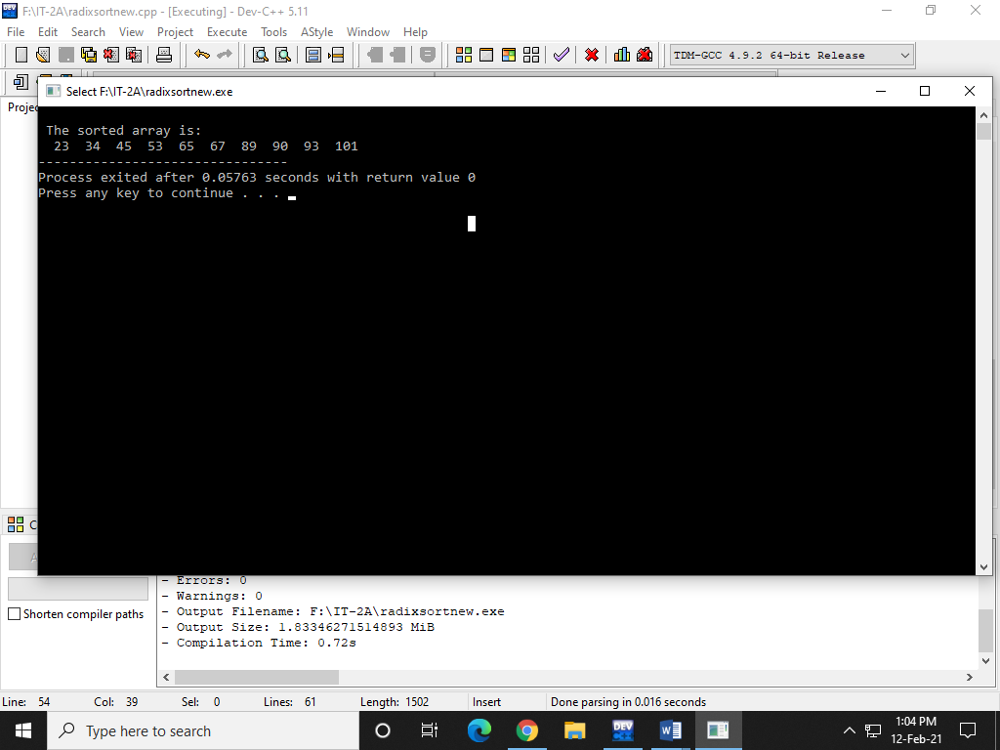 F:\IT-2A\radixsortnew.cpp - [Executing] - Dev-C++ 5.11
File Edit Search View Project Execute Tools AStyle Window Help
TDM-GCC 4.9.2 64-bit Release
Select F:\IT-2A\radixsortnew.exe
The sorted array is:
23 34 45 53 65 67 89 90 93 101
--------------------------------
Process exited after 0.05763 seconds with return value 0
Press any key to continue . . .
- Errors: 0
- Warnings: 0
- Output Filename: F:\IT-2A\radixsortnew.exe
- Output Size: 1.83346271514893 MiB
- Compilation Time: 0.72s
Shorten compiler paths
Line: 54 Col: 39 Sel: 0 Lines: 61 Length: 1502 Insert Done parsing in 0.016 seconds
Type here to search
DEV
1:04 PM
12-Feb-21